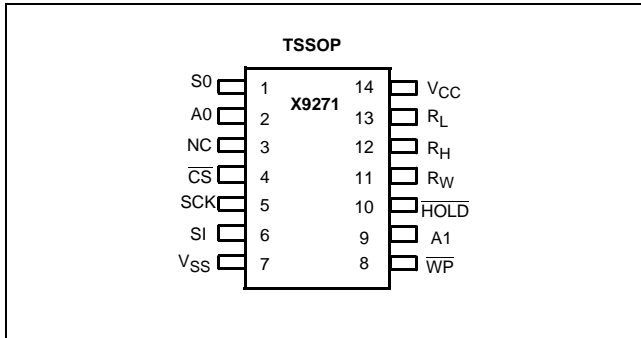 TSSOP
X9271
S0 1 14 VCC
A0 2 13 RL
NC 3 12 RH
CS 4 11 RW
SCK 5 10 HOLD
SI 6 9 A1
VSS 7 8 WP